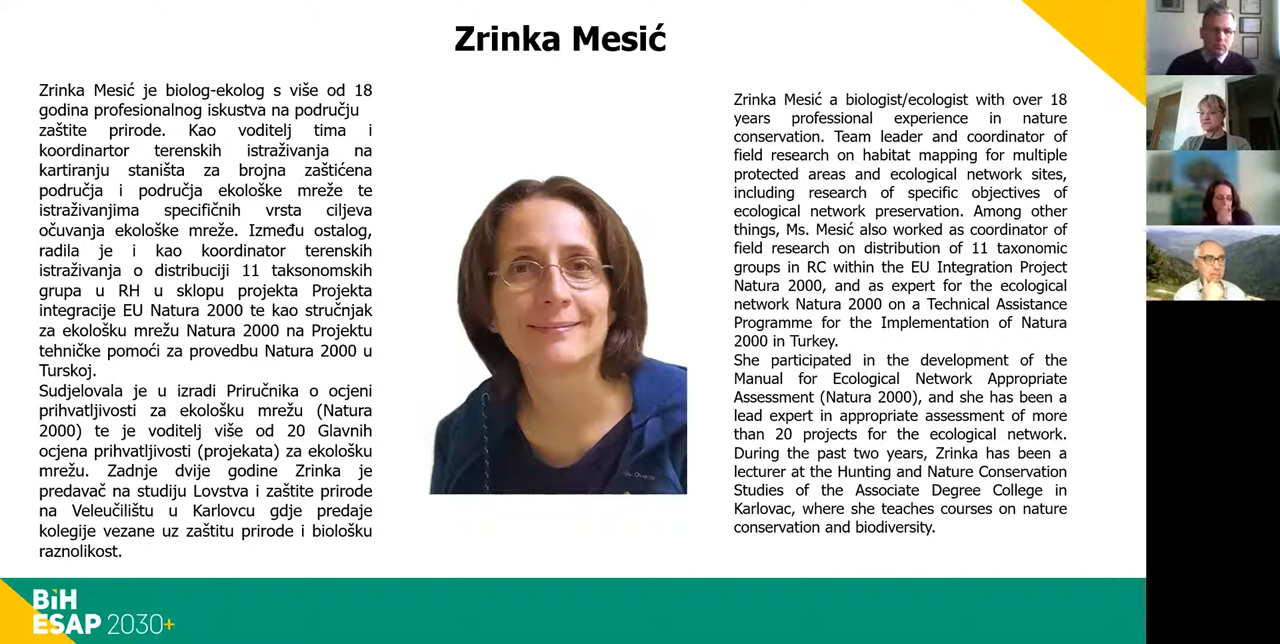 Zrinka Mesić
Zrinka Mesić je biolog-ekolog s više od 18
godina profesionalnog iskustva na području
zaštite prirode. Kao voditelj tima i
koordinartor terenskih istraživanja na
kartiranju staništa za brojna zaštićena
područja i područja ekološke mreže te
istraživanjima specifičnih vrsta ciljeva
očuvanja ekološke mreže. Između ostalog,
radila je i kao koordinator terenskih
istraživanja o distribuciji 11 taksonomskih
grupa u RH u sklopu projekta Projekta
integracije EU Natura 2000 te kao stručnjak
za ekološku mrežu Natura 2000 na Projektu
tehničke pomoći za provedbu Natura 2000 u
Turskoj.
Sudjelovala je u izradi Priručnika o ocjeni
prihvatljivosti za ekološku mrežu (Natura
2000) te je voditelj više od 20 Glavnih
ocjena prihvatljivosti (projekata) za ekološku
mrežu. Zadnje dvije godine Zrinka je
predavač na studiju Lovstva i zaštite prirode
na Veleučilištu u Karlovcu gdje predaje
kolegije vezane uz zaštitu prirode i biološku
raznolikost.
Zrinka Mesić a biologist/ecologist with over 18
years professional experience in nature
conservation. Team leader and coordinator of
field research on habitat mapping for multiple
protected areas and ecological network sites,
including research of specific objectives of
ecological network preservation. Among other
things, Ms. Mesić also worked as coordinator of
field research on distribution of 11 taxonomic
groups in RC within the EU Integration Project
Natura 2000, and as expert for the ecological
network Natura 2000 on a Technical Assistance
Programme for the Implementation of Natura
2000 in Turkey.
She participated in the development of the
Manual for Ecological Network Appropriate
Assessment (Natura 2000), and she has been a
lead expert in appropriate assessment of more
than 20 projects for the ecological network.
During the past two years, Zrinka has been a
lecturer at the Hunting and Nature Conservation
Studies of the Associate Degree College in
Karlovac, where she teaches courses on nature
conservation and biodiversity.
BiH
ESAP 2030+